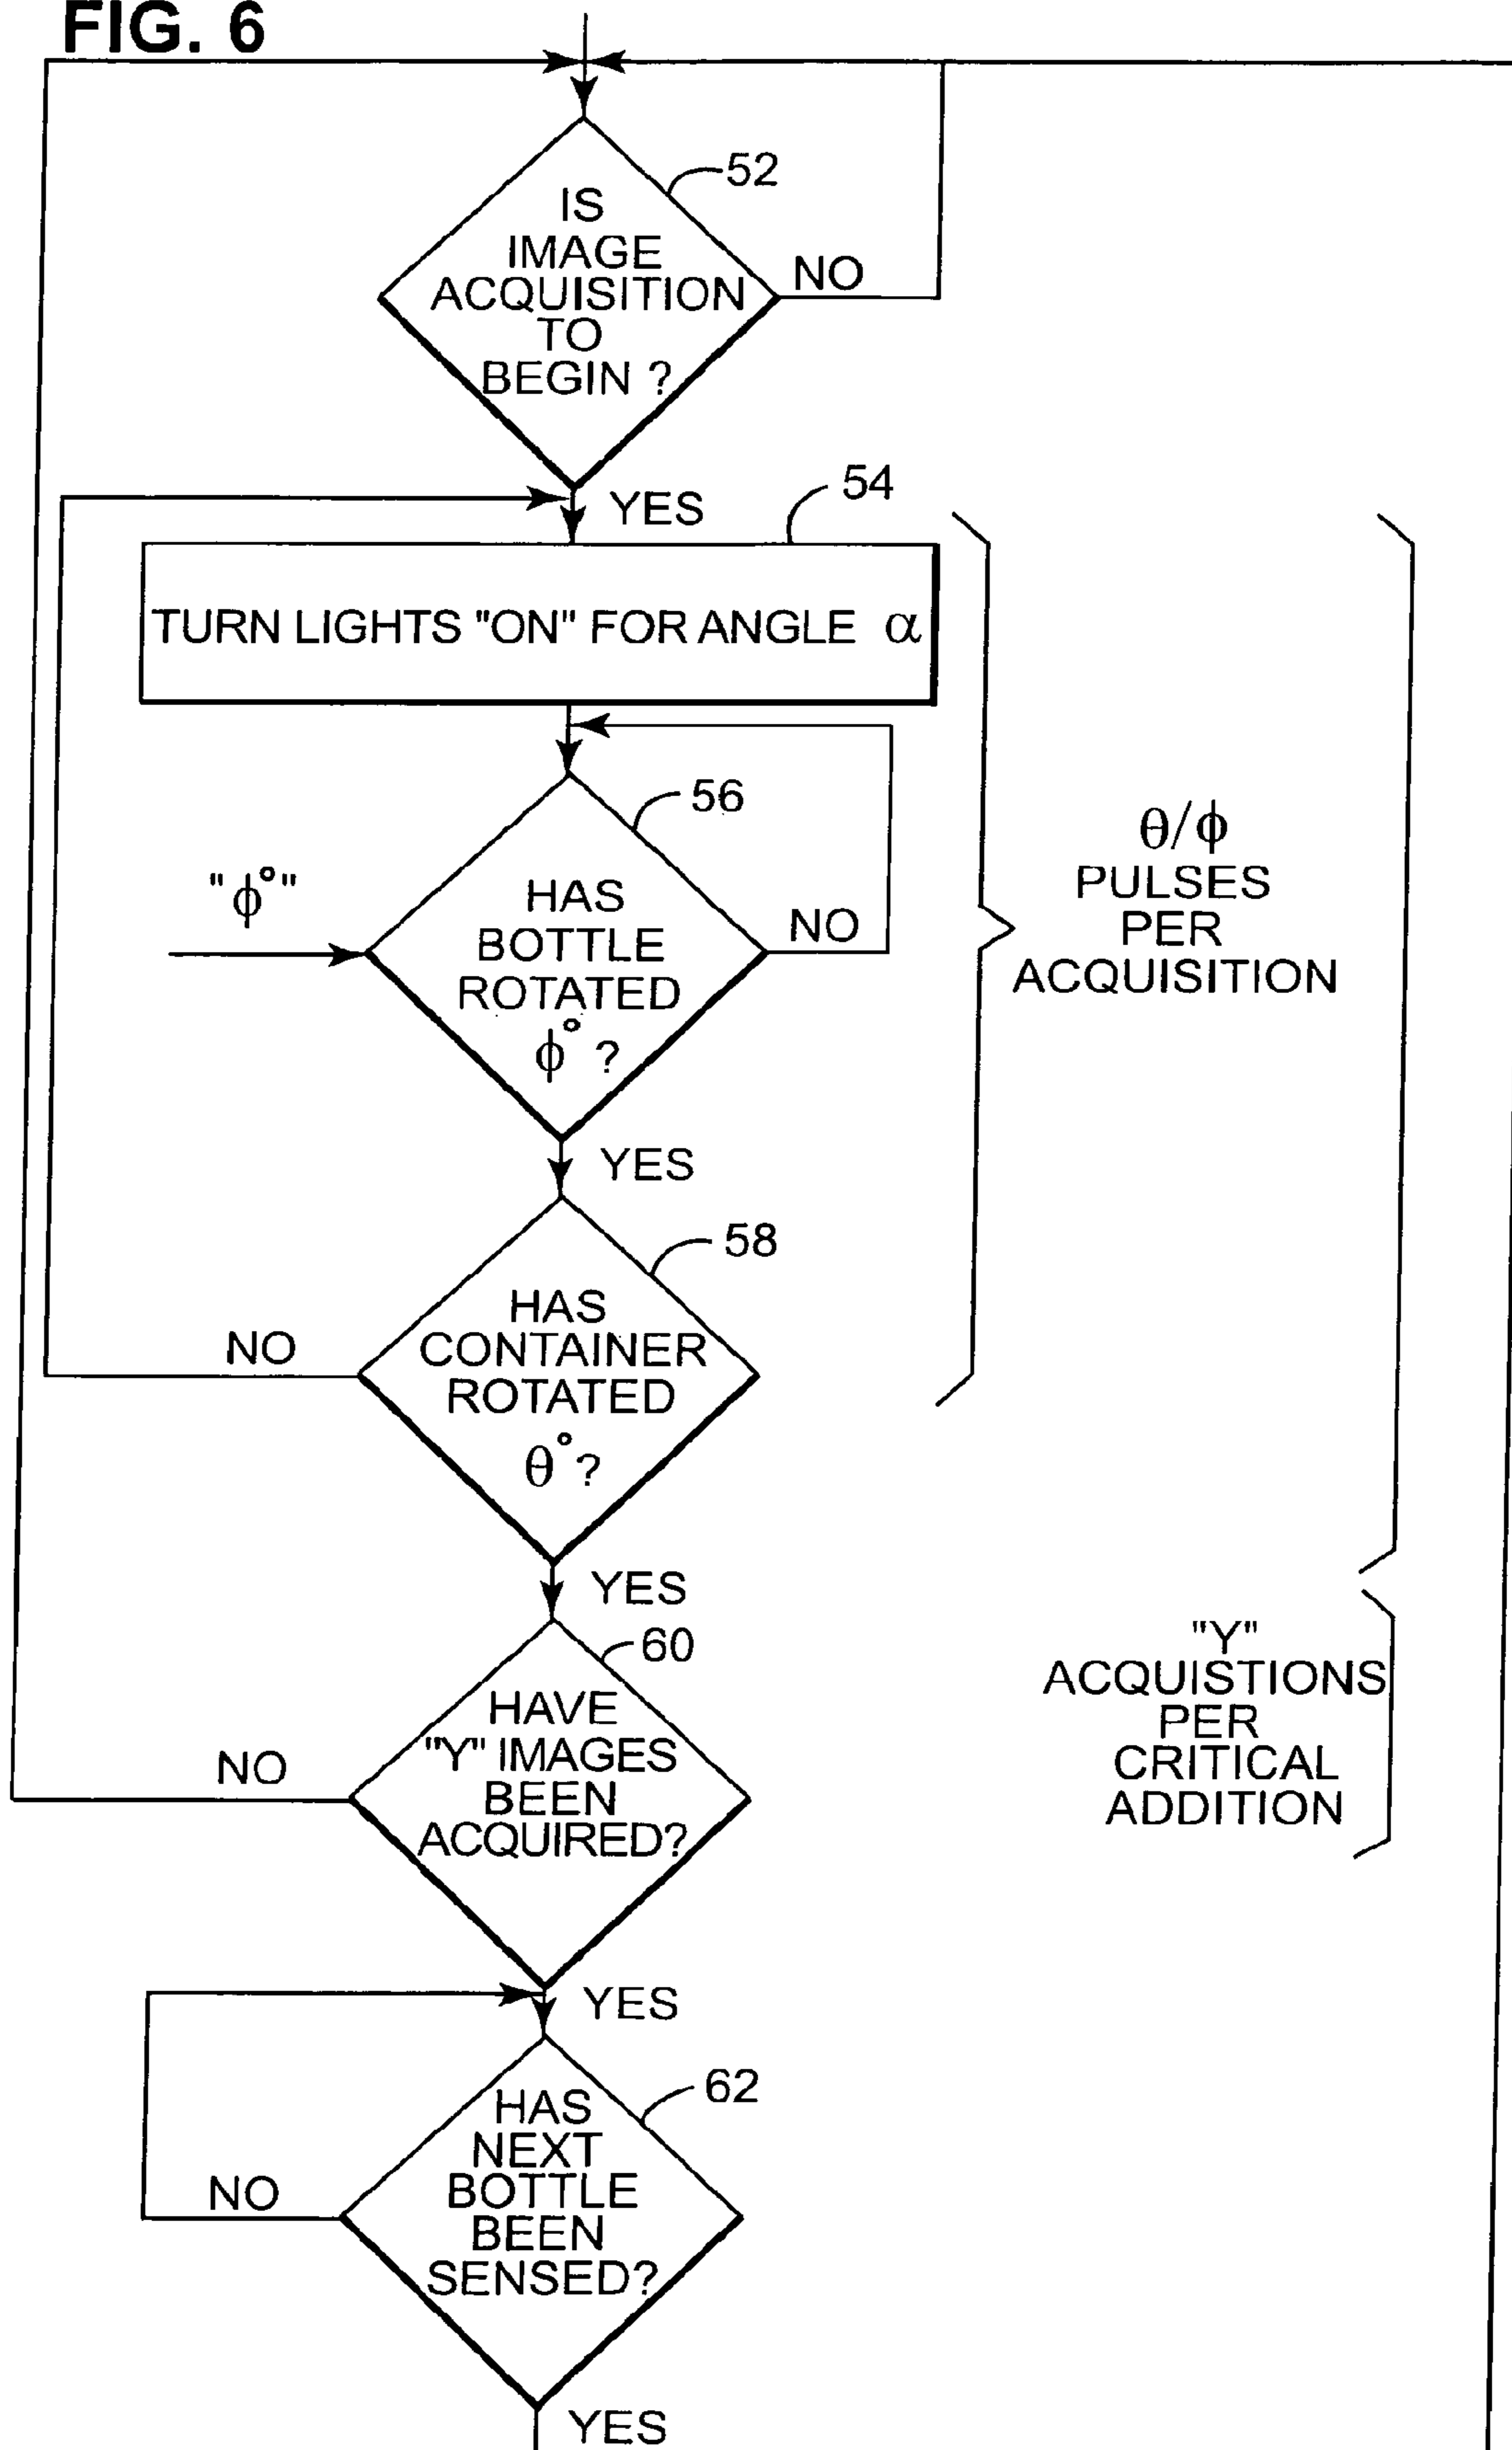 FIG. 6
52
IS
IMAGE
ACQUISITION
TO
BEGIN ?
NO
YES
54
TURN LIGHTS "ON" FOR ANGLE α
56
"ϕ°"
HAS
BOTTLE
ROTATED
ϕ° ?
NO
θ/ϕ
PULSES
PER
ACQUISITION
YES
58
HAS
CONTAINER
ROTATED
θ°?
NO
YES
60
HAVE
"Y" IMAGES
BEEN
ACQUIRED?
NO
"Y"
ACQUISTIONS
PER
CRITICAL
ADDITION
YES
62
HAS
NEXT
BOTTLE
BEEN
SENSED?
NO
YES